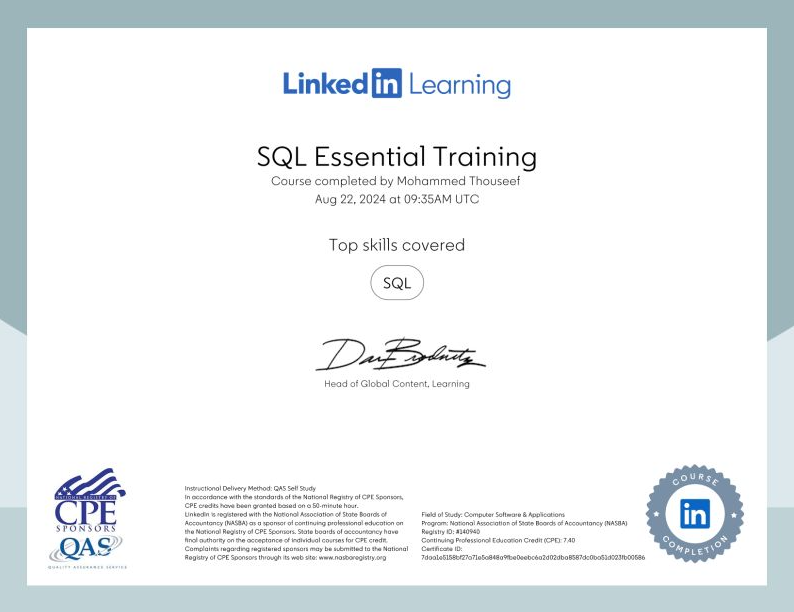 Linkedin Learning
SQL Essential Training
Course completed by Mohammed Thouseef
Aug 22, 2024 at 09:35AM UTC
Top skills covered
SQL
Head of Global Content, Learning
NATIONAL REGISTRY OF
CPE
SPONSORS
QAS
QUALITY ASSURANCE SERVICE
Instructional Delivery Method: QAS Self Study
In accordance with the standards of the National Registry of CPE Sponsors,
CPE credits have been granted based on a 50-minute hour.
LinkedIn is registered with the National Association of State Boards of
Accountancy (NASBA) as a sponsor of continuing professional education on
the National Registry of CPE Sponsors. State boards of accountancy have
final authority on the acceptance of individual courses for CPE credit.
Complaints regarding registered sponsors may be submitted to the National
Registry of CPE Sponsors through its web site: www.nasbaregistry.org
Field of Study: Computer Software & Applications
Program: National Association of State Boards of Accountancy (NASBA)
Registry ID: #140940
Continuing Professional Education Credit (CPE): 7.40
Certificate ID:
COURSE
in
COMPLETION